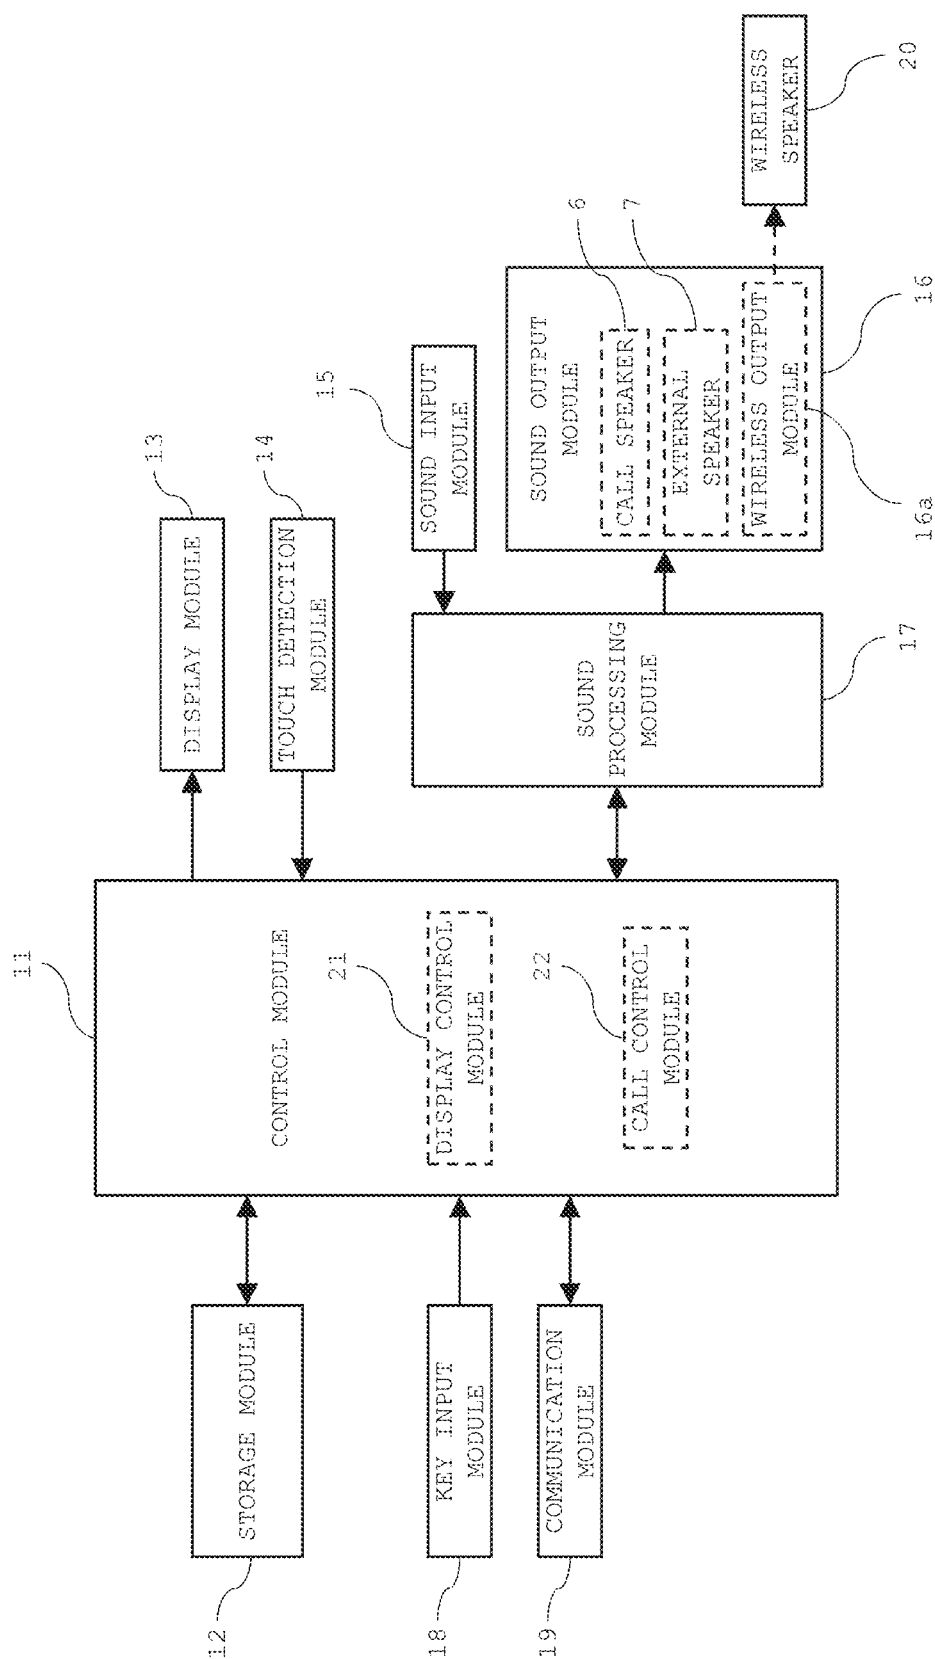 12
STORAGE MODULE
18
KEY INPUT
MODULE
19
COMMUNICATION
MODULE
11
CONTROL MODULE
21
DISPLAY CONTROL
MODULE
22
CALL CONTROL
MODULE
13
DISPLAY MODULE
14
TOUCH DETECTION
MODULE
15
SOUND INPUT
MODULE
SOUND
PROCESSING
MODULE
17
SOUND OUTPUT
MODULE
6
CALL SPEAKER
7
EXTERNAL
SPEAKER
WIRELESS OUTPUT
MODULE
16a
16
WIRELESS
SPEAKER
20